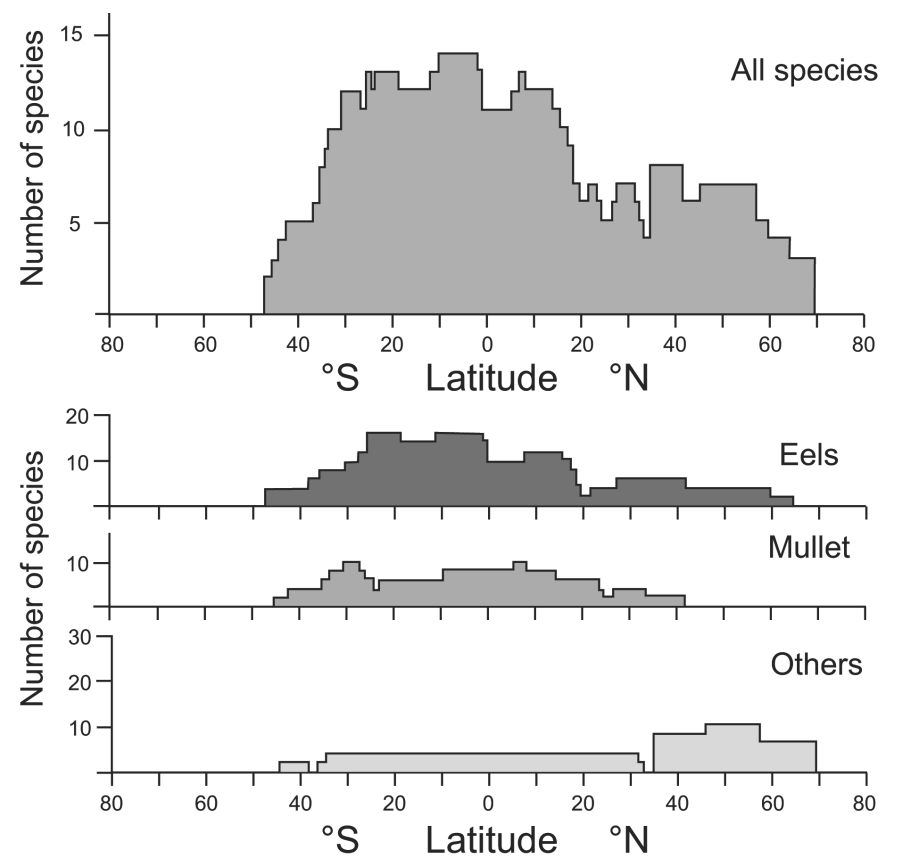 Number of species
15
10
5
All species
80 60 40 20 0 20 40 60 80
°S Latitude °N
Number of species
20
10
Eels
10
Mullet
30
20
10
Others
80 60 40 20 0 20 40 60 80
°S Latitude °N